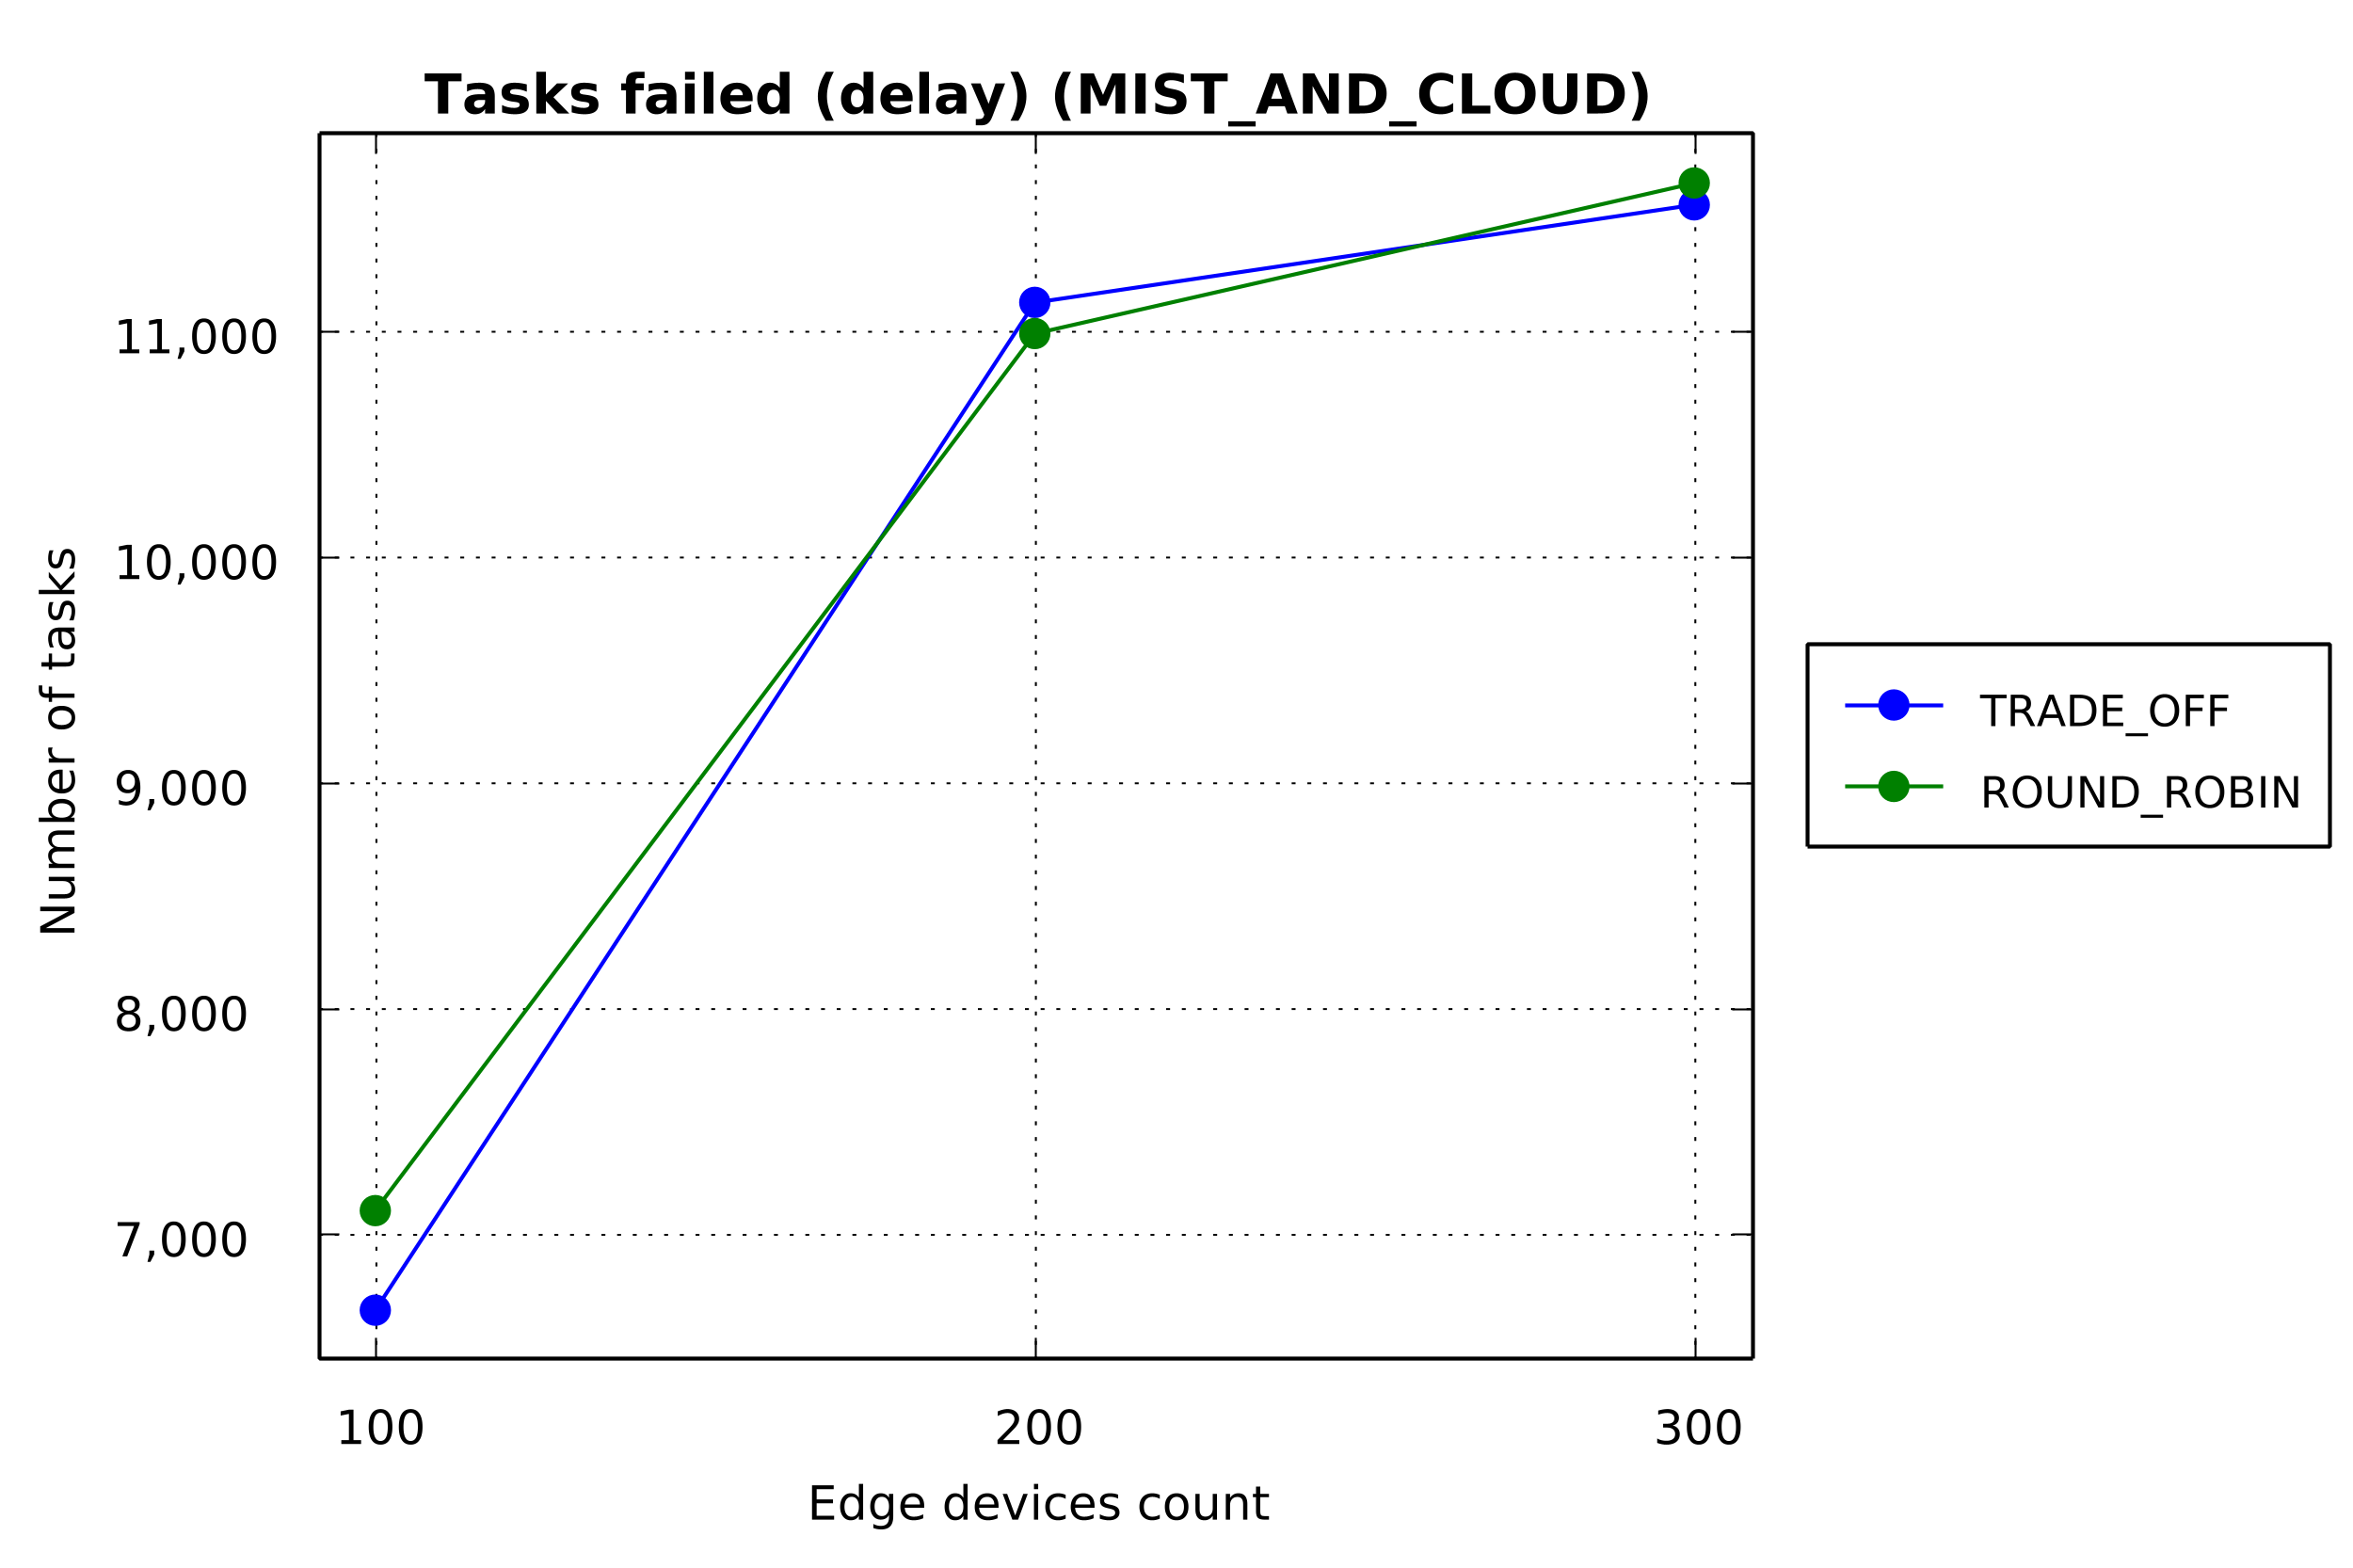 Tasks failed (delay) (MIST_AND_CLOUD)
11,000
10,000
9,000
8,000
7,000
Number of tasks
100 200 300
Edge devices count
TRADE_OFF
ROUND_ROBIN